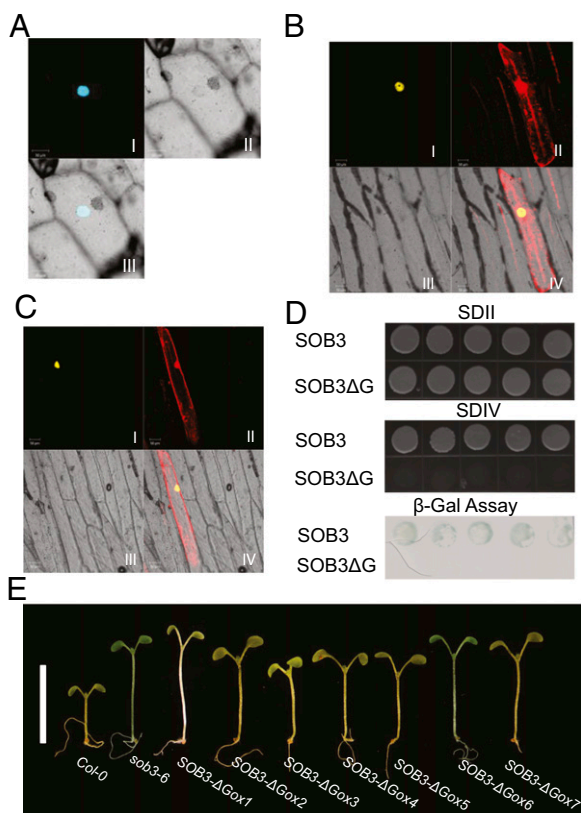 A
I
II
III
B
I
II
III
IV
C
I
II
III
IV
D
SDII
SOB3
SOB3ΔG
SDIV
SOB3
SOB3ΔG
β-Gal Assay
SOB3
SOB3ΔG
E
Col-0
sob3-6
SOB3-ΔGox1
SOB3-ΔGox2
SOB3-ΔGox3
SOB3-ΔGox4
SOB3-ΔGox5
SOB3-ΔGox6
SOB3-ΔGox7